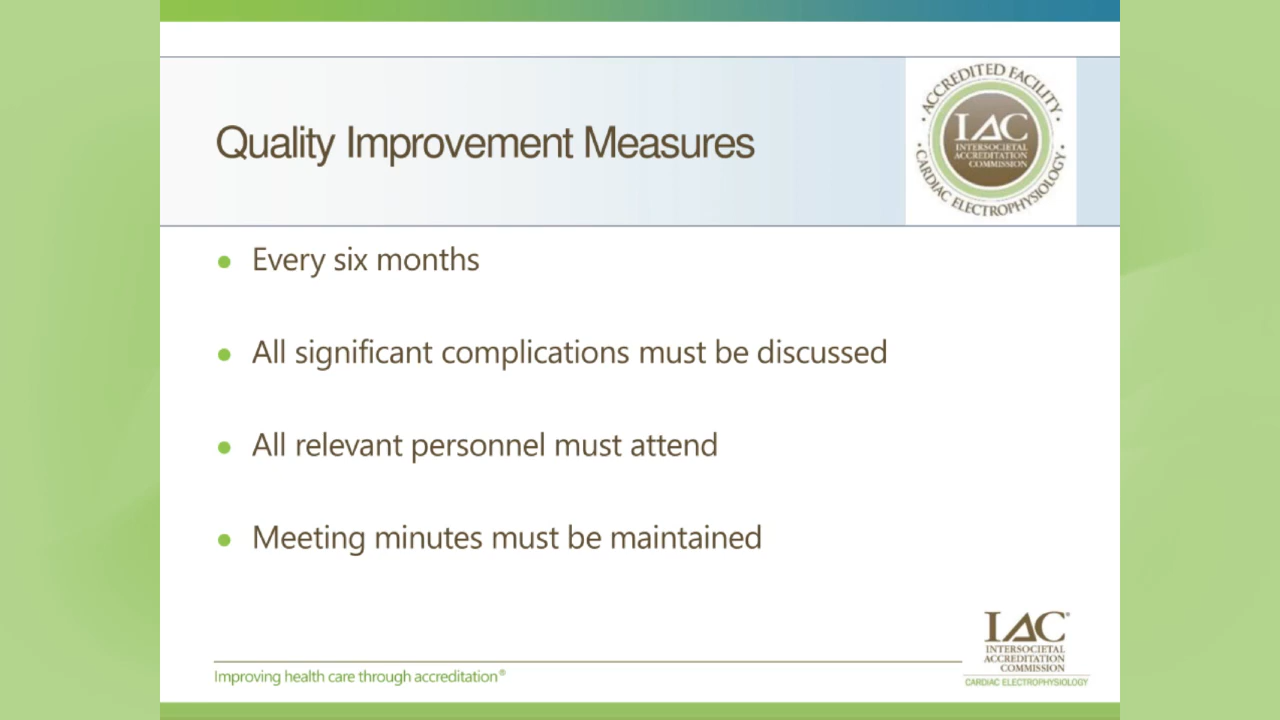 Quality Improvement Measures
ACCREDITED FACILITY
IAC
INTERSOCIETAL
ACCREDITATION
COMMISSION
CARDIAC ELECTROPHYSIOLOGY
Every six months
All significant complications must be discussed
All relevant personnel must attend
Meeting minutes must be maintained
Improving health care through accreditation®
IAC®
INTERSOCIETAL
ACCREDITATION
COMMISSION
CARDIAC ELECTROPHYSIOLOGY